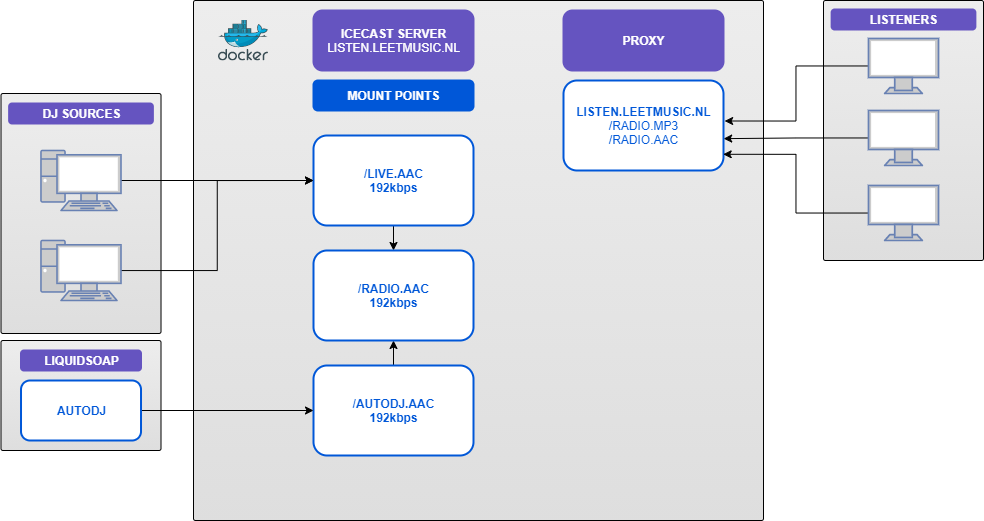 docker
ICECAST SERVER
LISTEN.LEETMUSIC.NL
PROXY
LISTENERS
MOUNT POINTS
DJ SOURCES
LISTEN.LEETMUSIC.NL
/RADIO.MP3
/RADIO.AAC
/LIVE.AAC
192kbps
/RADIO.AAC
192kbps
LIQUIDSOAP
AUTODJ
/AUTODJ.AAC
192kbps